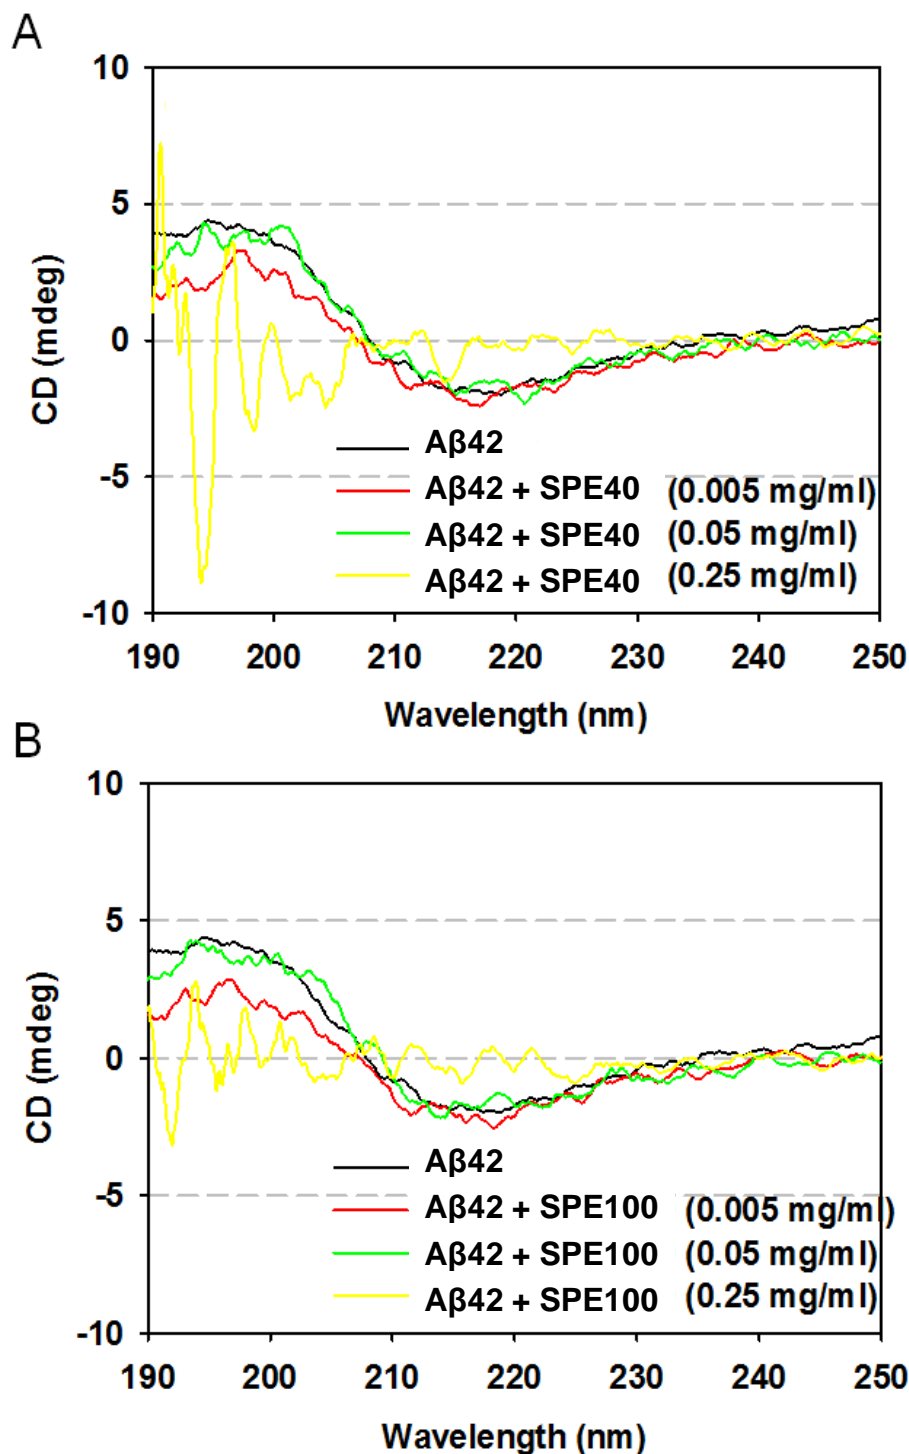 A
10
5
0
-5
-10
CD (mdeg)
Aβ42
Aβ42 + SPE40 (0.005 mg/ml)
Aβ42 + SPE40 (0.05 mg/ml)
Aβ42 + SPE40 (0.25 mg/ml)
190 200 210 220 230 240 250
Wavelength (nm)
B
10
5
0
-5
-10
CD (mdeg)
Aβ42
Aβ42 + SPE100 (0.005 mg/ml)
Aβ42 + SPE100 (0.05 mg/ml)
Aβ42 + SPE100 (0.25 mg/ml)
190 200 210 220 230 240 250
Wavelength (nm)